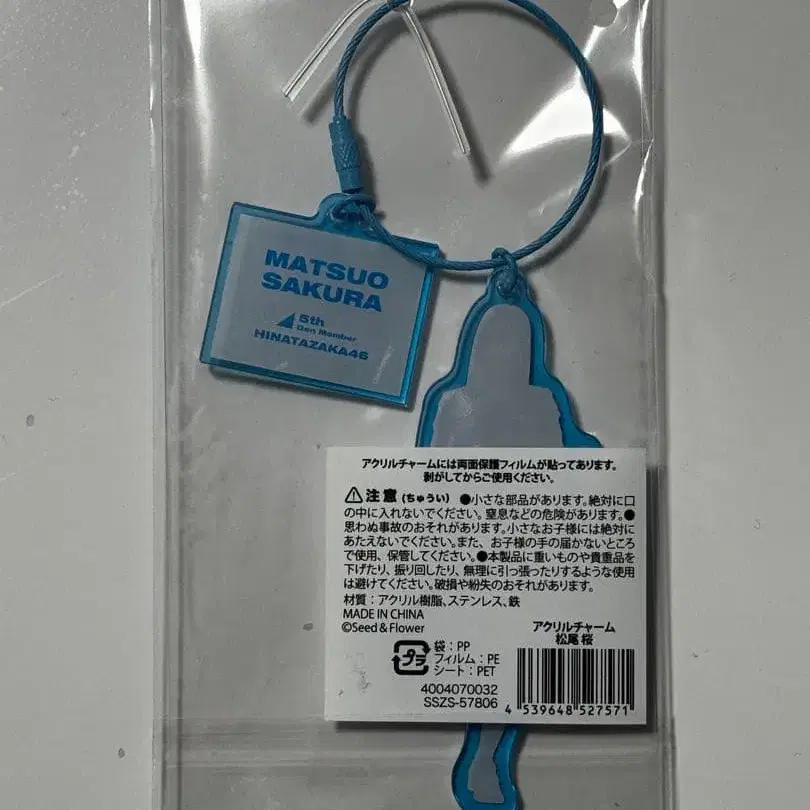 MATSUO
SAKURA
5th
Gen Member
HINATAZAKA46
アクリルチャームには両面保護フィルムが貼ってあります。
剥がしてからご使用ください。
⚠注意(ちゅうい) ●小さな部品があります。絶対に口
の中に入れないでください。窒息などの危険があります。●
思わぬ事故のおそれがあります。小さなお子様には絶対に
あたえないでください。また、お子様の手の届かないところ
で使用、保管してください。●本製品に重いものや貴重品を
下げたり、振り回したり、無理に引っ張ったりするような使用
は避けてください。破損や紛失のおそれがあります。
材質:アクリル樹脂、ステンレス、鉄
MADE IN CHINA
©Seed & Flower
アクリルチャーム
松尾 桜
プラ
袋:PP
フィルム:PE
シート:PET
4004070032
SSZS-57806
4 539648 527571